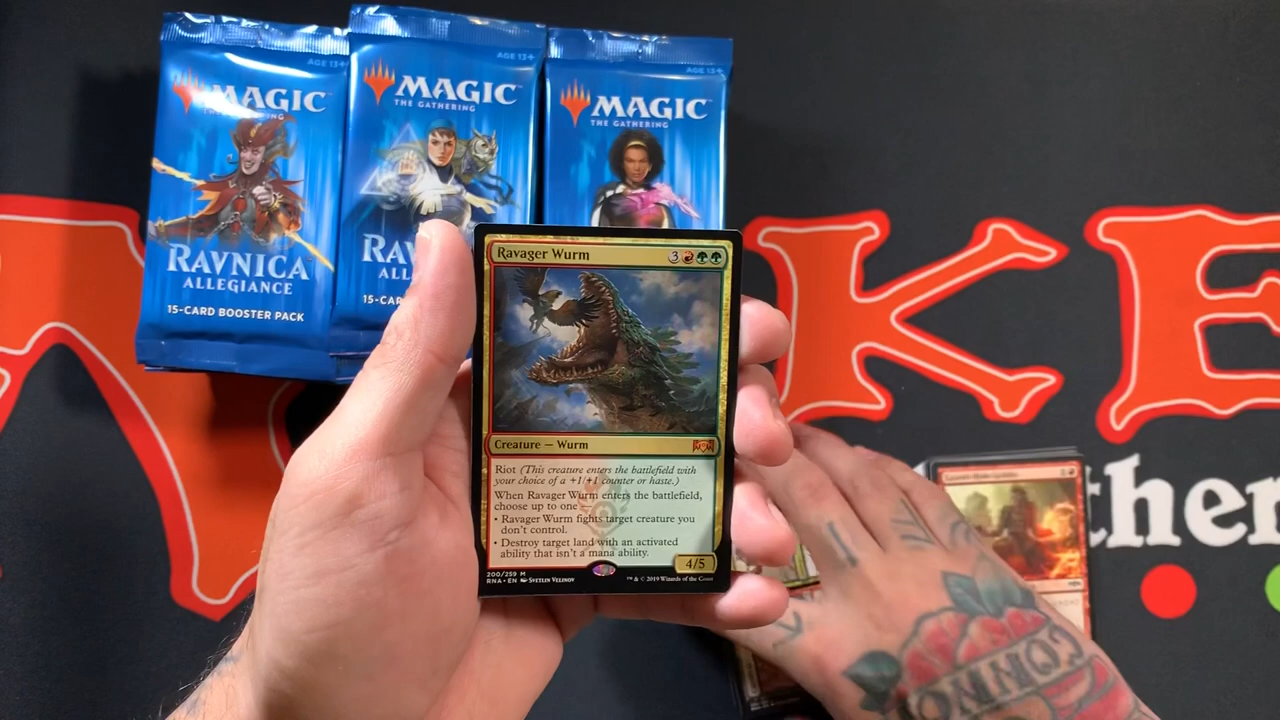 AGE 13+
MAGIC
THE GATHERING
RAVNICA
ALLEGIANCE
15-CARD BOOSTER PACK
AGE 13+
MAGIC
THE GATHERING
RAV
ALL
15-CAR
AGE 13+
MAGIC
THE GATHERING
Ravager Wurm 3
Creature — Wurm
Riot (This creature enters the battlefield with
your choice of a +1/+1 counter or haste.)
When Ravager Wurm enters the battlefield,
choose up to one
• Ravager Wurm fights target creature you
don't control.
• Destroy target land with an activated
ability that isn't a mana ability.
4/5
200/259 M
RNA • EN SVETLIN VELINOV
™ & © 2019 Wizards of the Coast
KE
ther